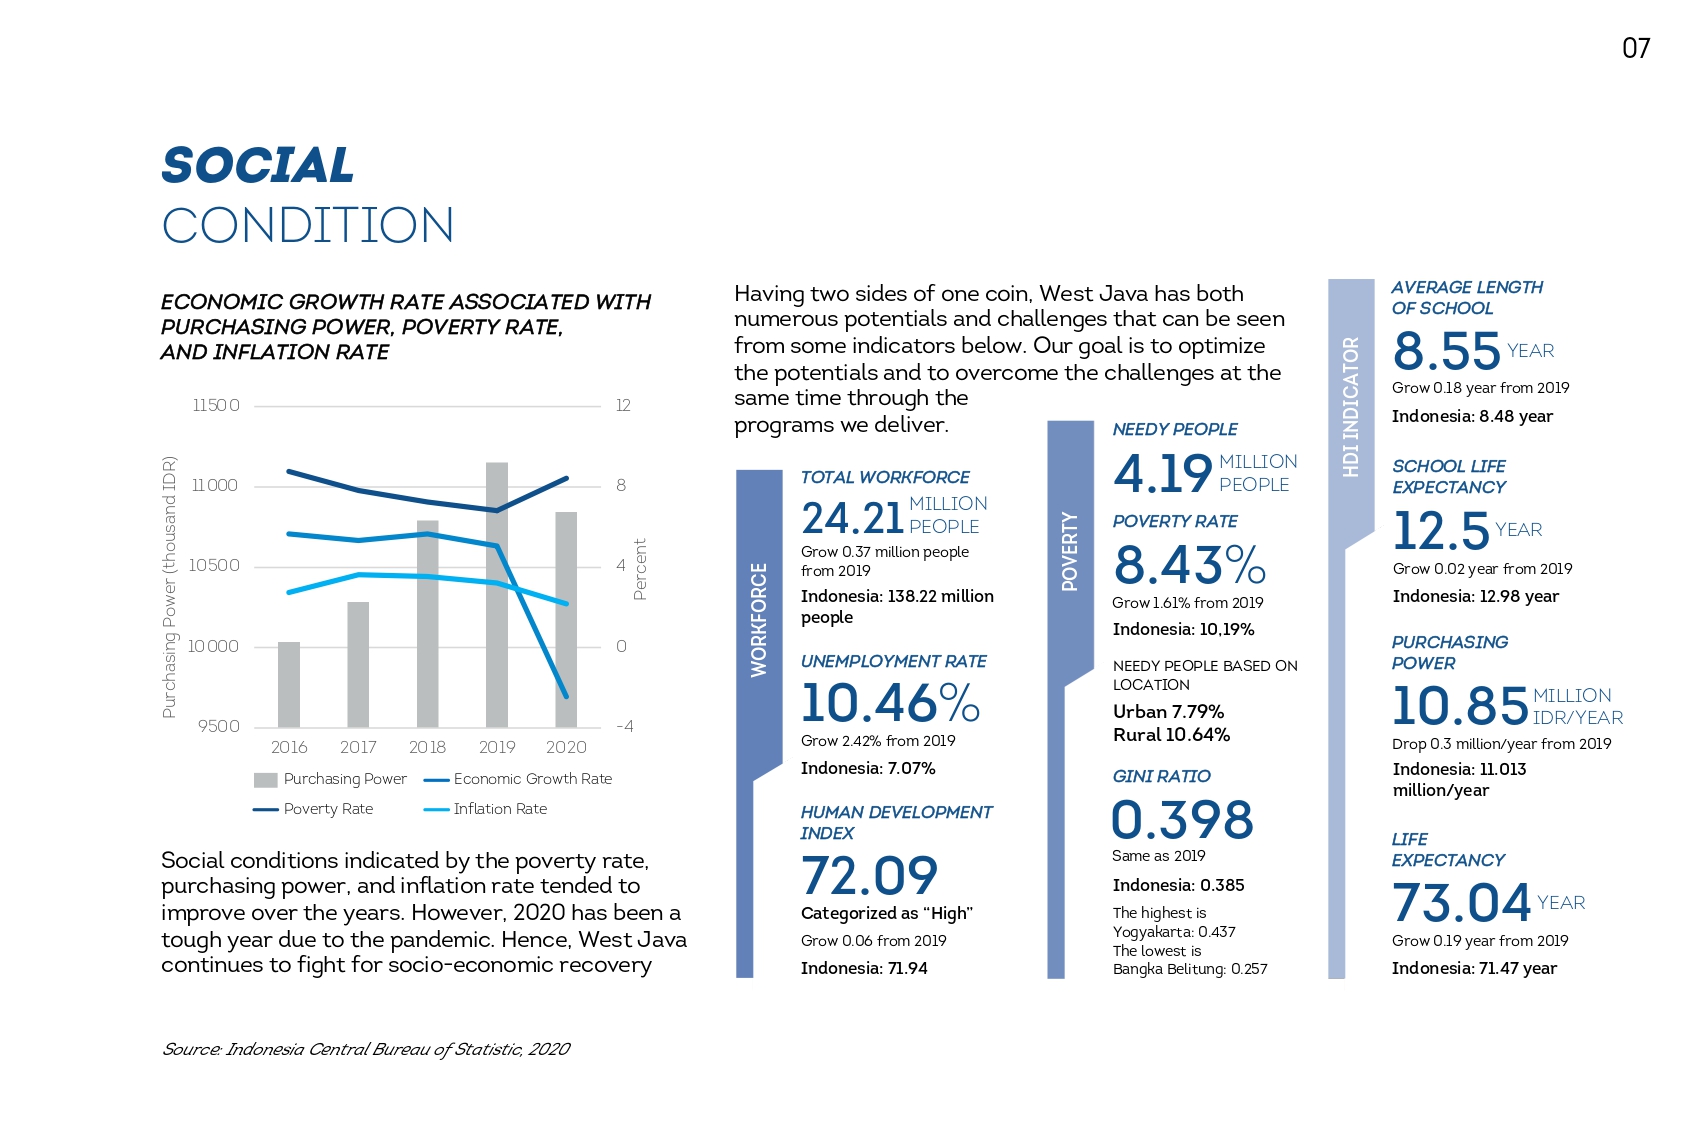 07
SOCIAL
CONDITION
ECONOMIC GROWTH RATE ASSOCIATED WITH
PURCHASING POWER, POVERTY RATE,
AND INFLATION RATE
Purchasing Power (thousand IDR)
11500
11000
10500
10000
9500
12
8
4
0
-4
Percent
2016 2017 2018 2019 2020
Purchasing Power
Economic Growth Rate
Poverty Rate
Inflation Rate
Social conditions indicated by the poverty rate,
purchasing power, and inflation rate tended to
improve over the years. However, 2020 has been a
tough year due to the pandemic. Hence, West Java
continues to fight for socio-economic recovery
Source: Indonesia Central Bureau of Statistic, 2020
Having two sides of one coin, West Java has both
numerous potentials and challenges that can be seen
from some indicators below. Our goal is to optimize
the potentials and to overcome the challenges at the
same time through the
programs we deliver.
WORKFORCE
TOTAL WORKFORCE
24.21 MILLION
PEOPLE
Grow 0.37 million people
from 2019
Indonesia: 138.22 million
people
UNEMPLOYMENT RATE
10.46%
Grow 2.42% from 2019
Indonesia: 7.07%
HUMAN DEVELOPMENT
INDEX
72.09
Categorized as “High”
Grow 0.06 from 2019
Indonesia: 71.94
POVERTY
NEEDY PEOPLE
4.19 MILLION
PEOPLE
POVERTY RATE
8.43%
Grow 1.61% from 2019
Indonesia: 10,19%
NEEDY PEOPLE BASED ON
LOCATION
Urban 7.79%
Rural 10.64%
GINI RATIO
0.398
Same as 2019
Indonesia: 0.385
The highest is
Yogyakarta: 0.437
The lowest is
Bangka Belitung: 0.257
HDI INDICATOR
AVERAGE LENGTH
OF SCHOOL
8.55 YEAR
Grow 0.18 year from 2019
Indonesia: 8.48 year
SCHOOL LIFE
EXPECTANCY
12.5 YEAR
Grow 0.02 year from 2019
Indonesia: 12.98 year
PURCHASING
POWER
10.85 MILLION
IDR/YEAR
Drop 0.3 million/year from 2019
Indonesia: 11.013
million/year
LIFE
EXPECTANCY
73.04 YEAR
Grow 0.19 year from 2019
Indonesia: 71.47 year